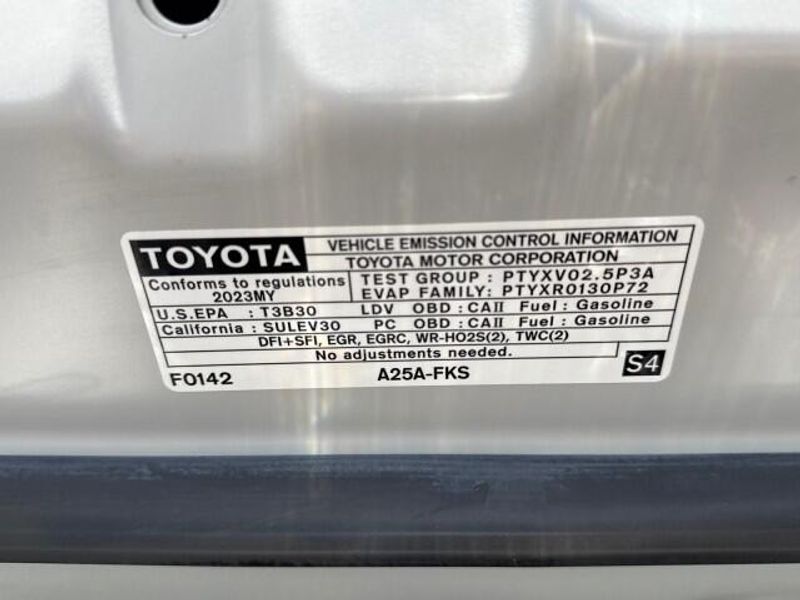 TOYOTA
VEHICLE EMISSION CONTROL INFORMATION
TOYOTA MOTOR CORPORATION
Conforms to regulations
2023MY
TEST GROUP : PTYXV02.5P3A
EVAP FAMILY: PTYXR0130P72
U.S.EPA : T3B30 LDV OBD : CAII Fuel : Gasoline
California : SULEV30 PC OBD : CAII Fuel : Gasoline
DFI+SFI, EGR, EGRC, WR-HO2S(2), TWC(2)
No adjustments needed.
F0142 A25A-FKS S4